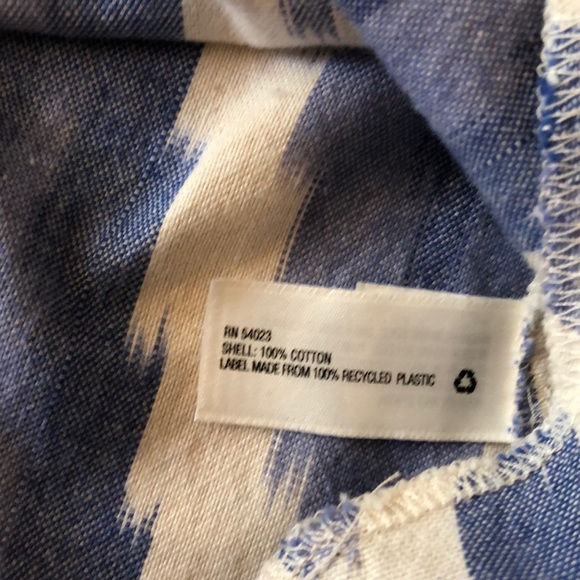 RN 54023
SHELL: 100% COTTON
LABEL MADE FROM 100% RECYCLED PLASTIC